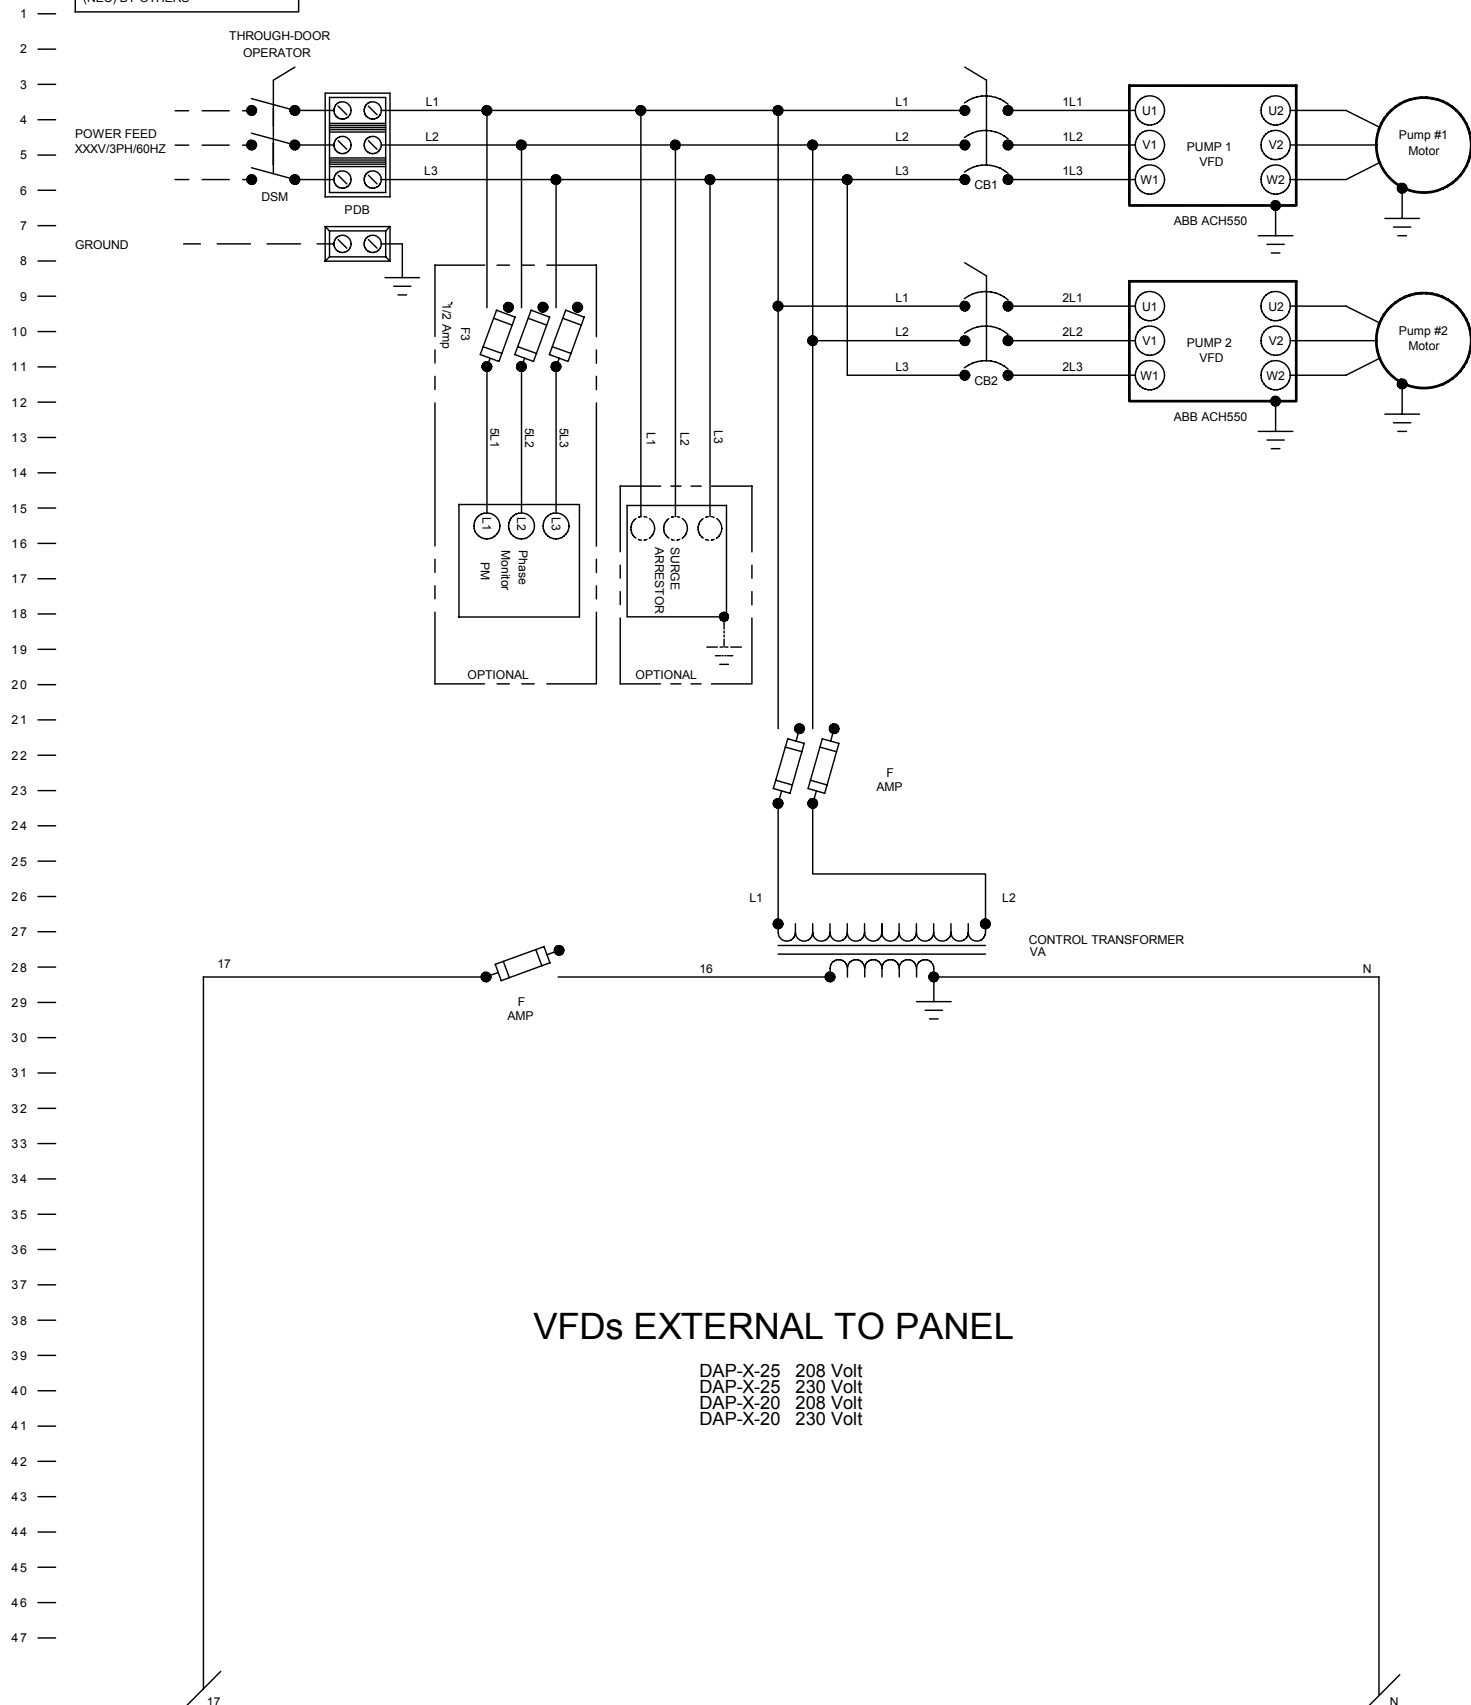 (NEC) BY OTHERS
1
2
3
4
5
6
7
8
9
10
11
12
13
14
15
16
17
18
19
20
21
22
23
24
25
26
27
28
29
30
31
32
33
34
35
36
37
38
39
40
41
42
43
44
45
46
47
THROUGH-DOOR
OPERATOR
POWER FEED
XXXV/3PH/60HZ
DSM
PDB
GROUND
L1
L2
L3
L1
L2
L3
CB1
1L1
1L2
1L3
U1
V1
W1
PUMP 1
VFD
U2
V2
W2
ABB ACH550
Pump #1
Motor
L1
L2
L3
CB2
2L1
2L2
2L3
U1
V1
W1
PUMP 2
VFD
U2
V2
W2
ABB ACH550
Pump #2
Motor
F3
1/2 Amp
5L1
5L2
5L3
L1
L2
L3
Phase
Monitor
PM
OPTIONAL
L1
L2
L3
SURGE
ARRESTOR
OPTIONAL
F
AMP
L1
L2
CONTROL TRANSFORMER
VA
17
F
AMP
16
N
VFDs EXTERNAL TO PANEL
DAP-X-25 208 Volt
DAP-X-25 230 Volt
DAP-X-20 208 Volt
DAP-X-20 230 Volt
17
N